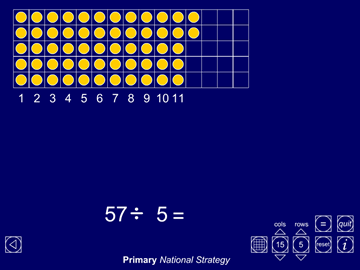 1 2 3 4 5 6 7 8 9 10 11
57 ÷ 5 =
cols rows = quit
15 5 reset i
Primary National Strategy